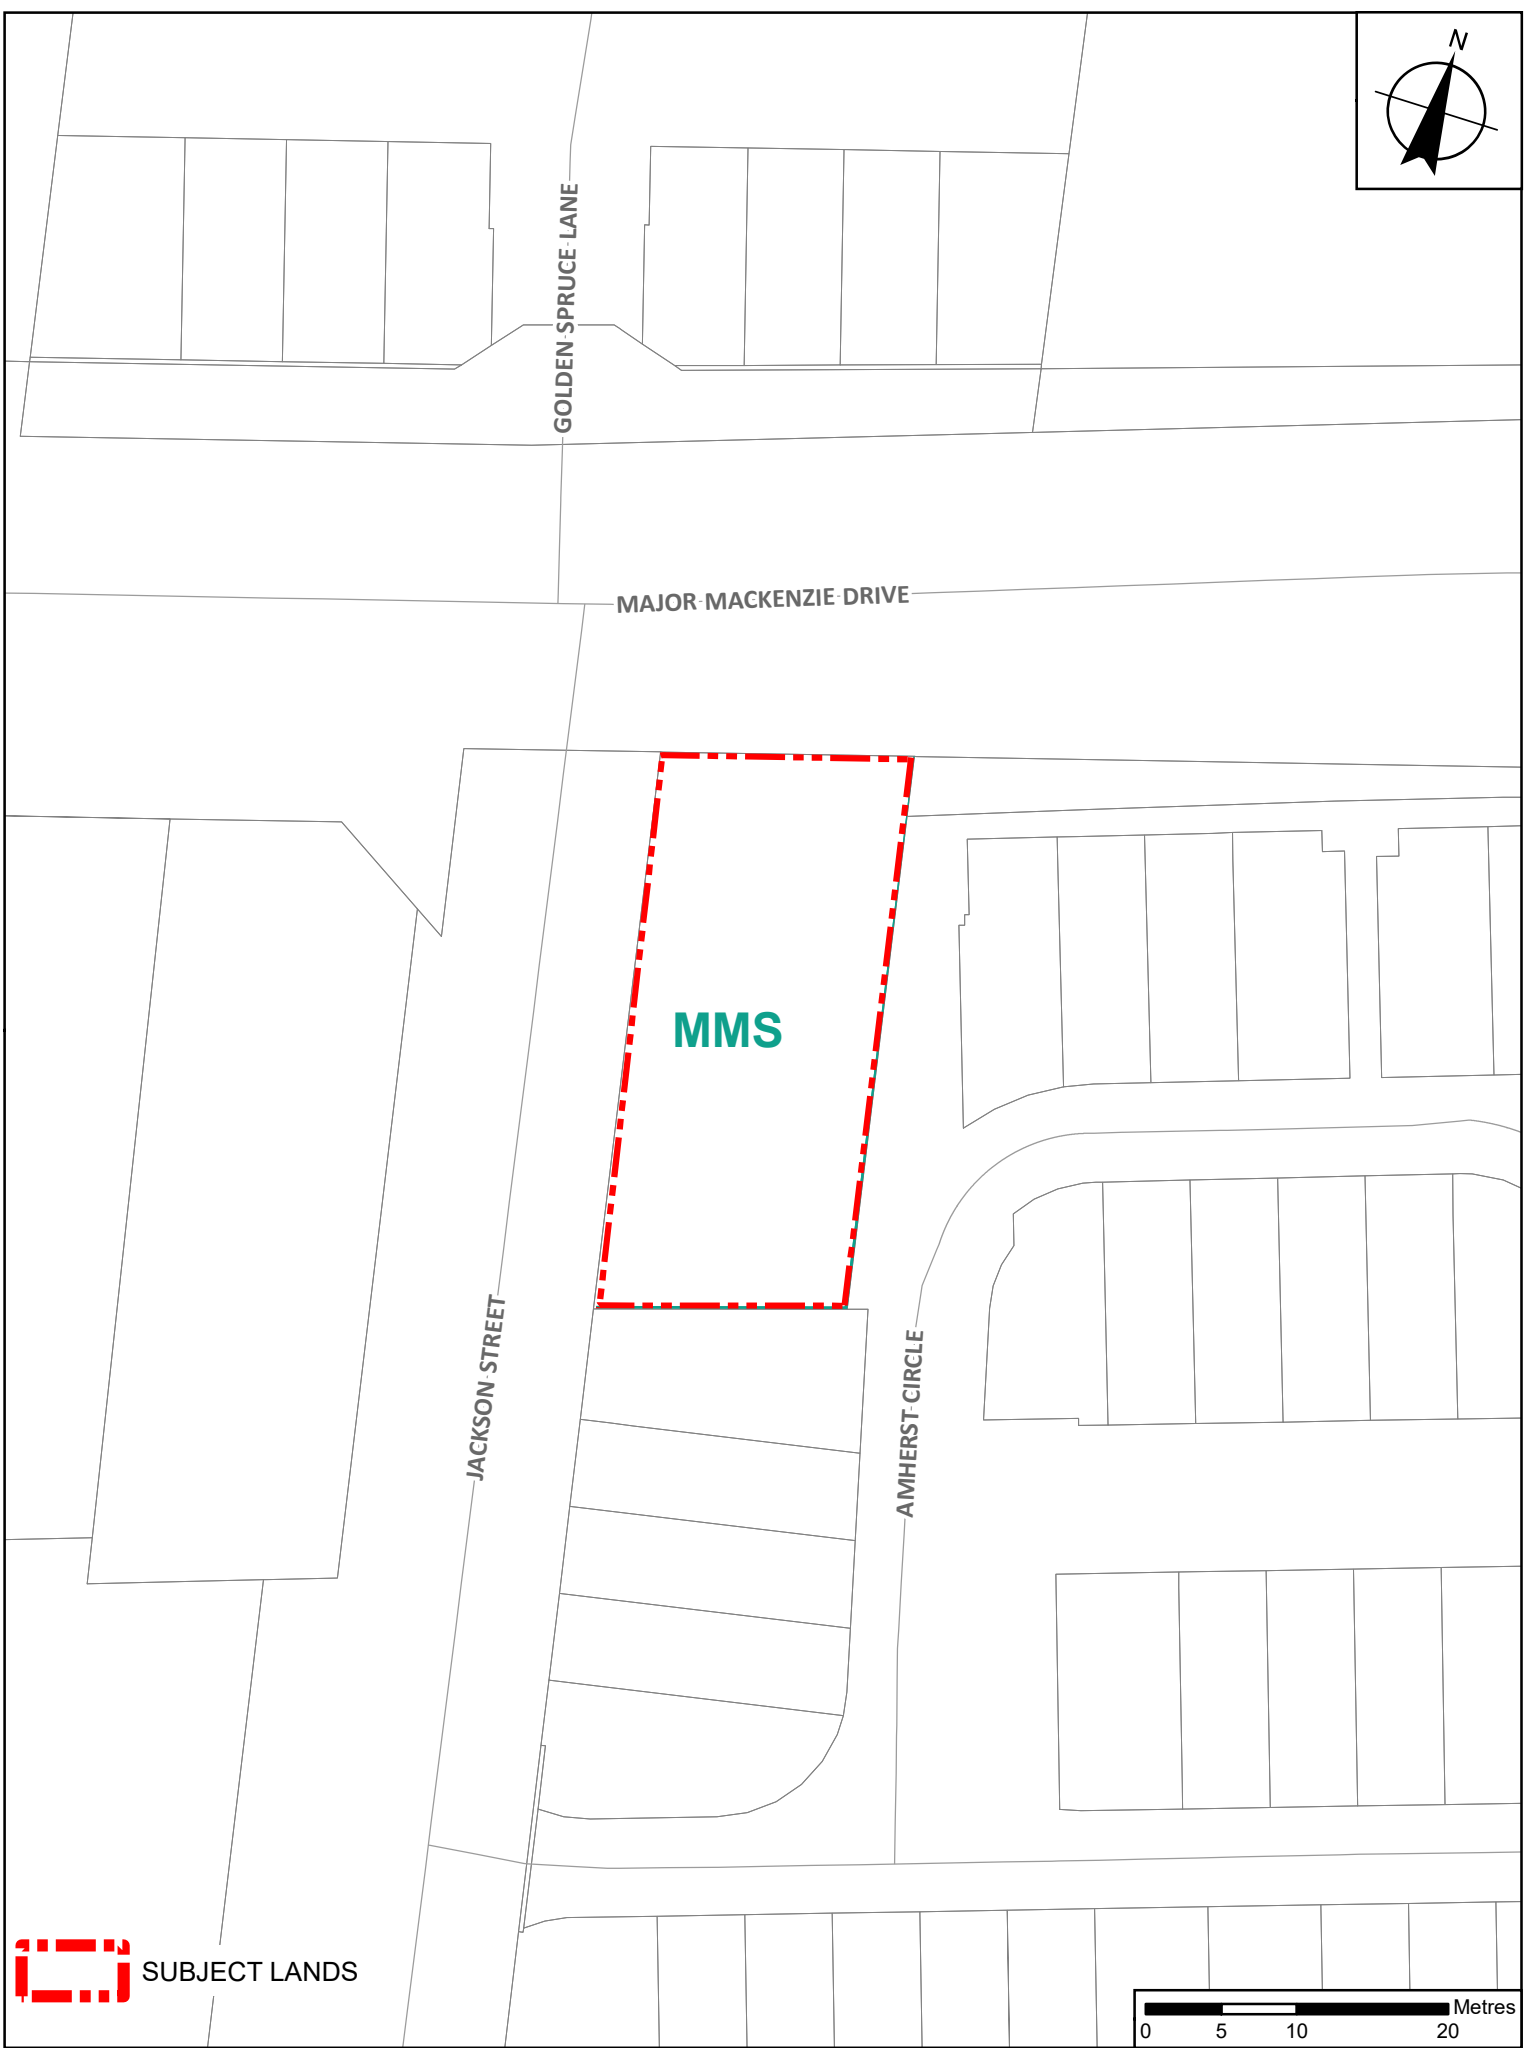 N
GOLDEN SPRUCE LANE
MAJOR MACKENZIE DRIVE
MMS
JACKSON STREET
AMHERST CIRCLE
SUBJECT LANDS
Metres
0 5 10 20